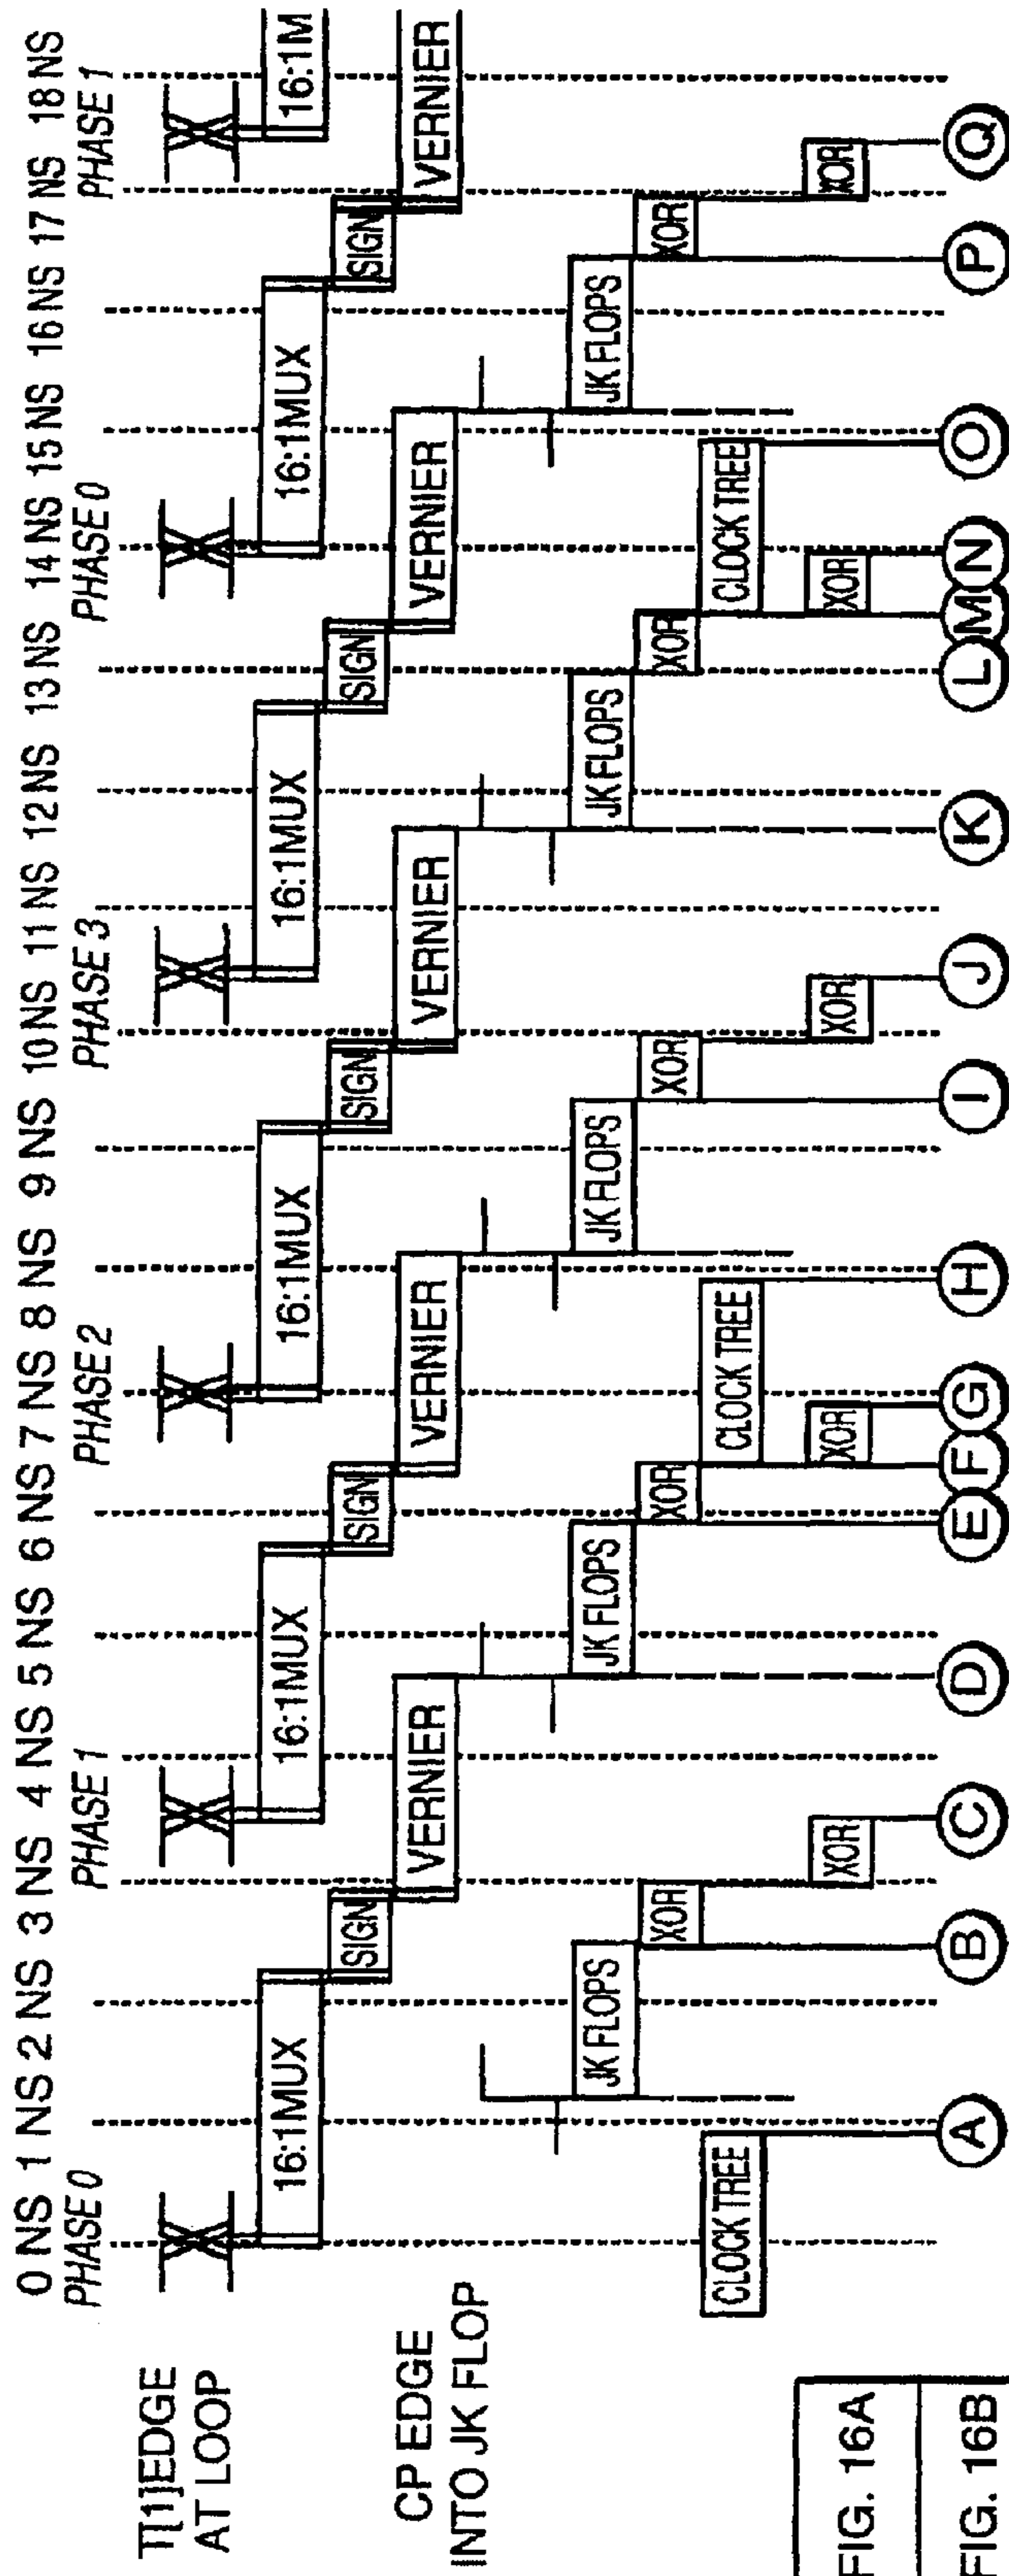 0 NS 1 NS 2 NS 3 NS 4 NS 5 NS 6 NS 7 NS 8 NS 9 NS 10 NS 11 NS 12 NS 13 NS 14 NS 15 NS 16 NS 17 NS 18 NS
PHASE 0 PHASE 1 PHASE 2 PHASE 3 PHASE 0 PHASE 1
T[1]EDGE
AT LOOP
16:1MUX 16:1MUX 16:1MUX 16:1MUX 16:1MUX 16:1M
SIGN SIGN SIGN SIGN SIGN
CP EDGE
INTO JK FLOP
VERNIER VERNIER VERNIER VERNIER VERNIER
JK FLOPS JK FLOPS JK FLOPS JK FLOPS JK FLOPS
XOR XOR XOR XOR XOR
CLOCK TREE CLOCK TREE CLOCK TREE
XOR XOR XOR XOR XOR
A B C D E F G H I J K L M N O P Q
FIG. 16A
FIG. 16B